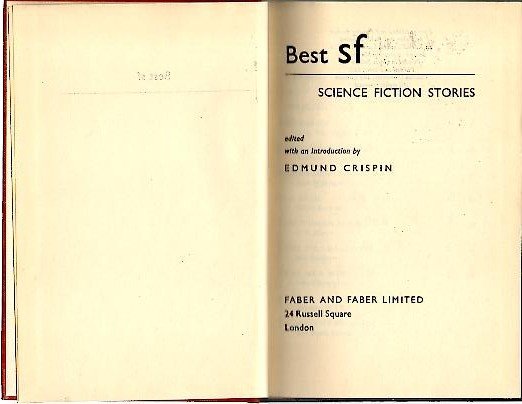 Best sf
SCIENCE FICTION STORIES
edited
with an Introduction by
EDMUND CRISPIN
FABER AND FABER LIMITED
24 Russell Square
London